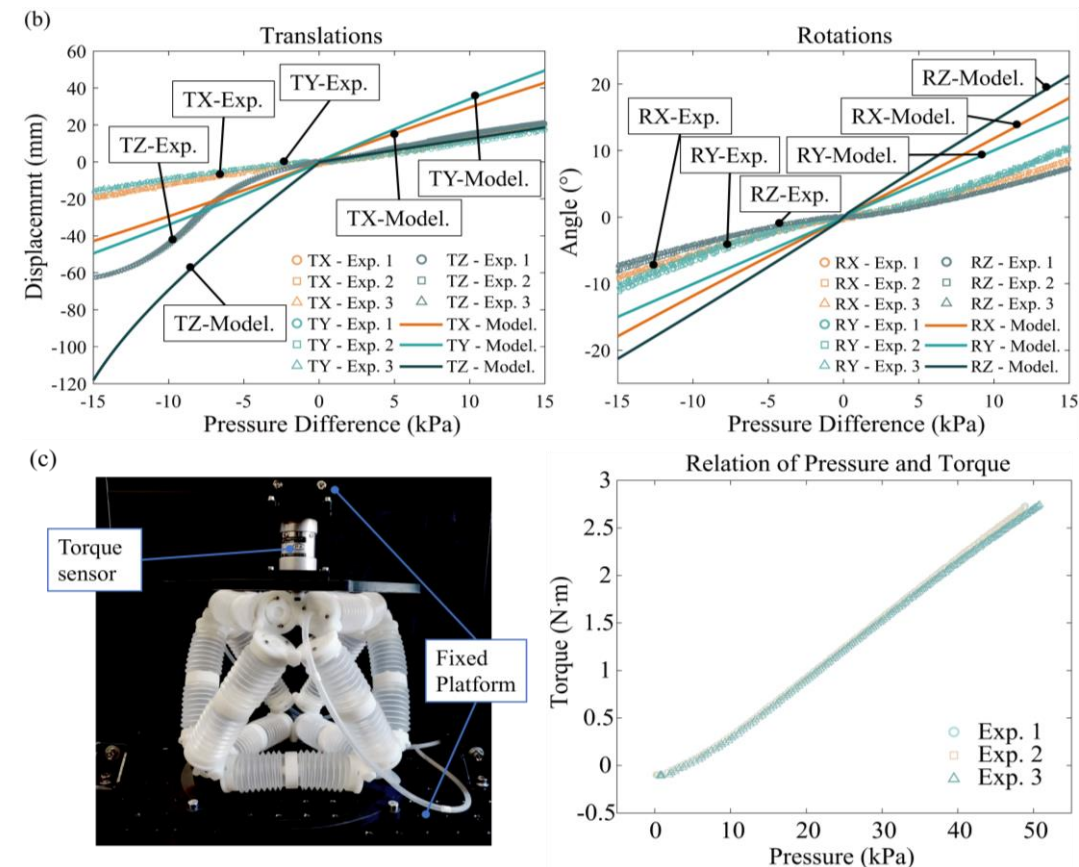 (b)
Translations
Displacemrnt (mm)
60
40
20
0
-20
-40
-60
-80
-100
-120
-15
-10
-5
0
5
10
15
Pressure Difference (kPa)
TX-Exp.
TY-Exp.
TZ-Exp.
TY-Model.
TX-Model.
TZ-Model.
TX - Exp. 1
TX - Exp. 2
TX - Exp. 3
TY - Exp. 1
TY - Exp. 2
TY - Exp. 3
TZ - Exp. 1
TZ - Exp. 2
TZ - Exp. 3
TX - Model.
TY - Model.
TZ - Model.
Rotations
Angle (°)
20
10
0
-10
-20
-15
-10
-5
0
5
10
15
Pressure Difference (kPa)
RZ-Model.
RX-Exp.
RX-Model.
RY-Exp.
RY-Model.
RZ-Exp.
RX - Exp. 1
RX - Exp. 2
RX - Exp. 3
RY - Exp. 1
RY - Exp. 2
RY - Exp. 3
RZ - Exp. 1
RZ - Exp. 2
RZ - Exp. 3
RX - Model.
RY - Model.
RZ - Model.
(c)
Torque
sensor
Fixed
Platform
Relation of Pressure and Torque
Torque (N·m)
3
2.5
2
1.5
1
0.5
0
-0.5
0
10
20
30
40
50
Pressure (kPa)
Exp. 1
Exp. 2
Exp. 3